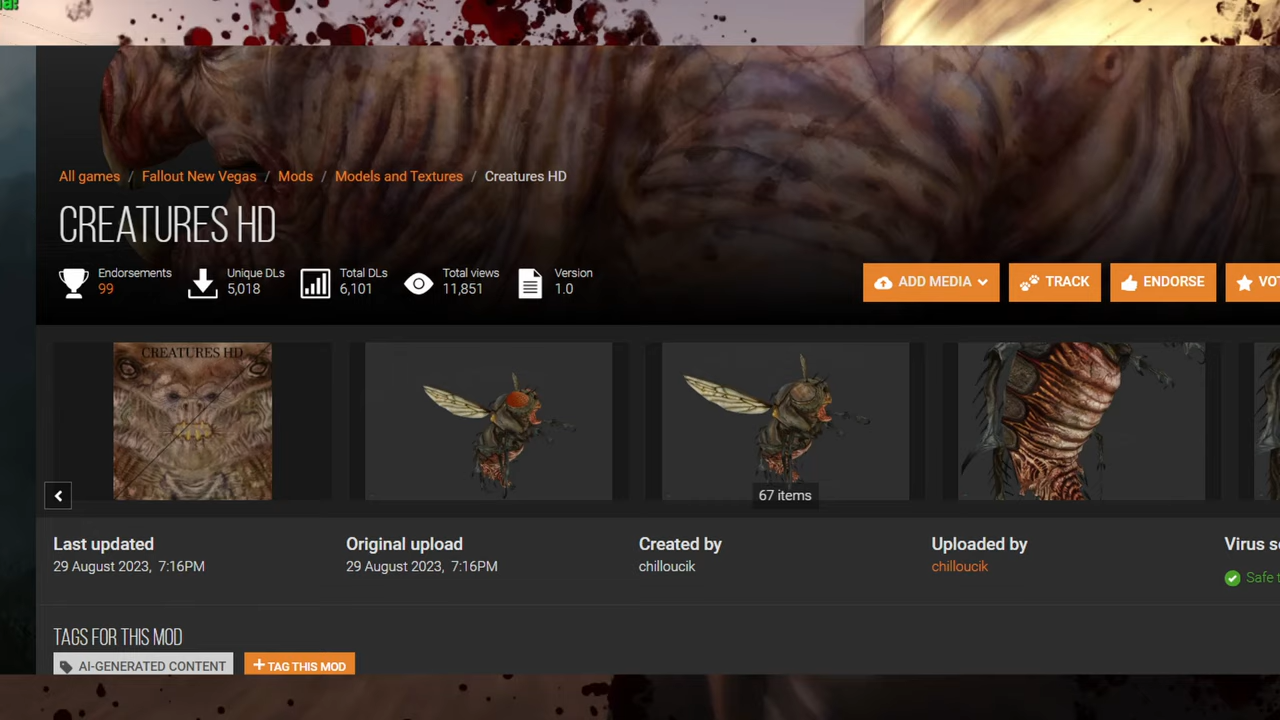 All games / Fallout New Vegas / Mods / Models and Textures / Creatures HD
CREATURES HD
Endorsements
99
Unique DLs
5,018
Total DLs
6,101
Total views
11,851
Version
1.0
ADD MEDIA
TRACK
ENDORSE
CREATURES HD
67 items
Last updated
29 August 2023, 7:16PM
Original upload
29 August 2023, 7:16PM
Created by
chilloucik
Uploaded by
chilloucik
Virus
Safe
TAGS FOR THIS MOD
AI-GENERATED CONTENT
+ TAG THIS MOD